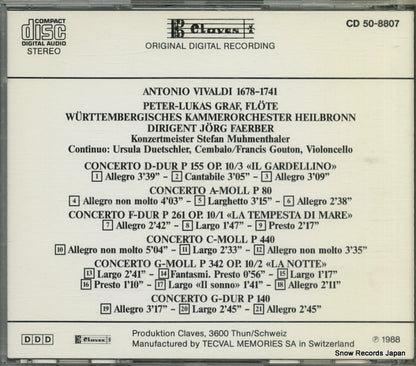 COMPACT
disc
DIGITAL AUDIO
STEREO
Claves
ORIGINAL DIGITAL RECORDING
CD 50-8807
ANTONIO VIVALDI 1678–1741
PETER-LUKAS GRAF, FLÖTE
WÜRTTEMBERGISCHES KAMMERORCHESTER HEILBRONN
DIRIGENT JÖRG FAERBER
Konzertmeister Stefan Muhmenthaler
Continuo: Ursula Duetschler, Cembalo/Francis Gouton, Violoncello
CONCERTO D-DUR P 155 OP. 10/3 «IL GARDELLINO»
1 Allegro 3'39" – 2 Cantabile 3'05" – 3 Allegro 3'09"
CONCERTO A-MOLL P 80
4 Allegro non molto 4'03" – 5 Larghetto 3'15" – 6 Allegro 2'38"
CONCERTO F-DUR P 261 OP. 10/1 «LA TEMPESTA DI MARE»
7 Allegro 2'42" – 8 Largo 1'47" – 9 Presto 2'17"
CONCERTO C-MOLL P 440
10 Allegro non molto 5'04" – 11 Largo 2'33" – 12 Allegro non molto 3'35"
CONCERTO G-MOLL P 342 OP. 10/2 «LA NOTTE»
13 Largo 2'41" – 14 Fantasmi. Presto 0'56" – 15 Largo 1'17"
16 Presto 1'10" – 17 Largo «Il sonno» 1'41" – 18 Allegro 2'11"
CONCERTO G-DUR P 140
19 Allegro 3'17" – 20 Largo 2'45" – 21 Allegro 2'45"
DDD
Claves
Produktion Claves, 3600 Thun/Schweiz
Manufactured by TECVAL MEMORIES SA in Switzerland
℗ 1988
Snow Records Japan